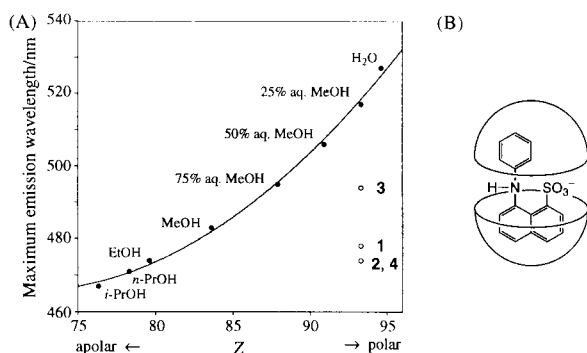 (A)
Maximum emission wavelength/nm
540
520
500
480
460
H₂O
25% aq. MeOH
50% aq. MeOH
75% aq. MeOH
MeOH
EtOH
n-PrOH
i-PrOH
3
1
2, 4
75 80 85 90 95
apolar ← Z → polar
(B)
H N SO₃⁻